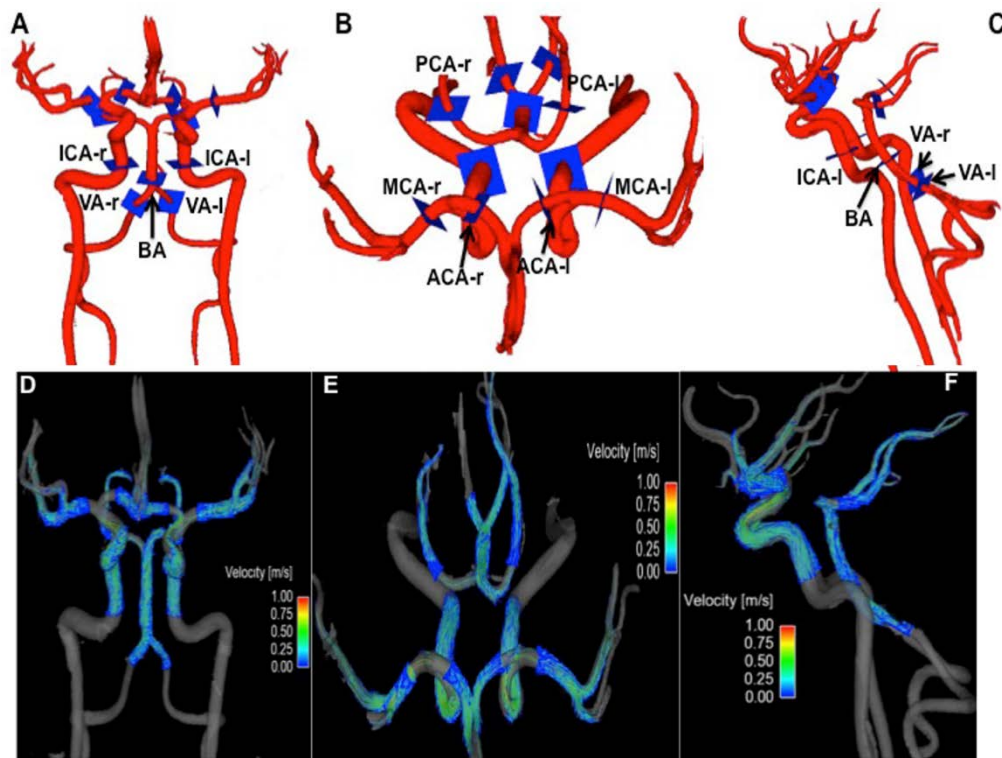 A
B
C
PCA-r
PCA-l
ICA-r
ICA-l
VA-r
VA-l
BA
MCA-r
MCA-l
ACA-r
ACA-l
ICA-l
BA
VA-r
VA-l
D
E
F
Velocity [m/s]
1.00
0.75
0.50
0.25
0.00
Velocity [m/s]
1.00
0.75
0.50
0.25
0.00
Velocity [m/s]
1.00
0.75
0.50
0.25
0.00